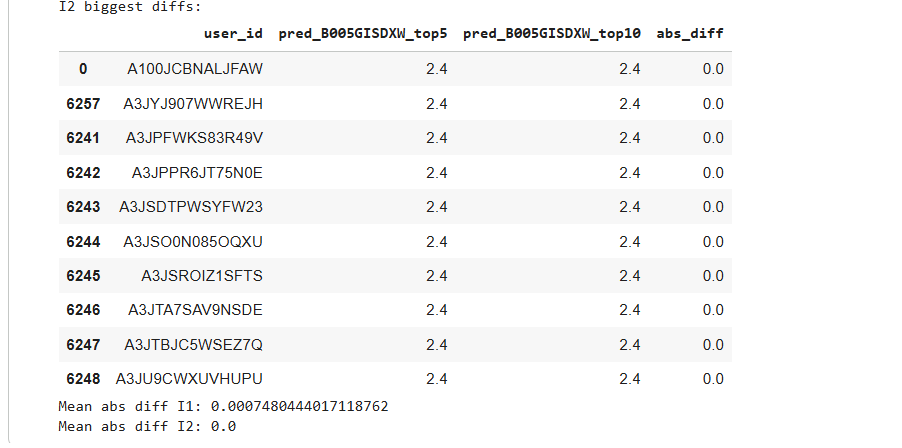 I2 biggest diffs:
user_id pred_B005GISDXW_top5 pred_B005GISDXW_top10 abs_diff
0 A100JCBNALJFAW 2.4 2.4 0.0
6257 A3JYJ907WWREJH 2.4 2.4 0.0
6241 A3JPFWKS83R49V 2.4 2.4 0.0
6242 A3JPPR6JT75N0E 2.4 2.4 0.0
6243 A3JSDTPWSYFW23 2.4 2.4 0.0
6244 A3JSO0N085OQXU 2.4 2.4 0.0
6245 A3JSROIZ1SFTS 2.4 2.4 0.0
6246 A3JTA7SAV9NSDE 2.4 2.4 0.0
6247 A3JTBJC5WSEZ7Q 2.4 2.4 0.0
6248 A3JU9CWXUVHUPU 2.4 2.4 0.0
Mean abs diff I1: 0.0007480444017118762
Mean abs diff I2: 0.0